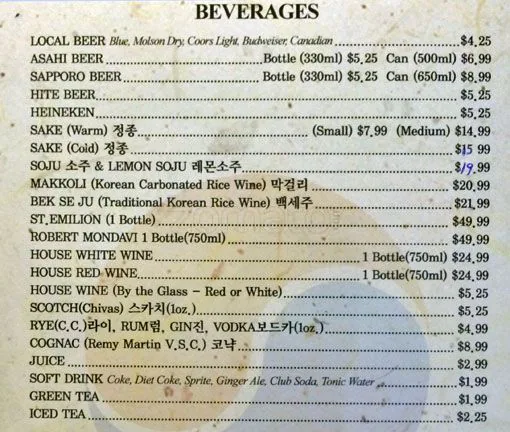 BEVERAGES
LOCAL BEER Blue, Molson Dry, Coors Light, Budweiser, Canadian $4.25
ASAHI BEER Bottle (330ml) $5.25 Can (500ml) $6.99
SAPPORO BEER Bottle (330ml) $5.25 Can (650ml) $8.99
HITE BEER $5.25
HEINEKEN $5.25
SAKE (Warm) 정종 (Small) $7.99 (Medium) $14.99
SAKE (Cold) 정종 $15.99
SOJU 소주 & LEMON SOJU 레몬소주 $19.99
MAKKOLI (Korean Carbonated Rice Wine) 막걸리 $20.99
BEK SE JU (Traditional Korean Rice Wine) 백세주 $21.99
ST.EMILION (1 Bottle) $49.99
ROBERT MONDAVI 1 Bottle(750ml) $49.99
HOUSE WHITE WINE 1 Bottle(750ml) $24.99
HOUSE RED WINE 1 Bottle(750ml) $24.99
HOUSE WINE (By the Glass - Red or White) $5.25
SCOTCH(Chivas) 스카치(1oz.) $5.25
RYE(C.C.)라이, RUM럼, GIN진, VODKA보드카(1oz.) $4.99
COGNAC (Remy Martin V.S.C.) 코냑 $8.99
JUICE $2.99
SOFT DRINK Coke, Diet Coke, Sprite, Ginger Ale, Club Soda, Tonic Water $1.99
GREEN TEA $1.99
ICED TEA $2.25